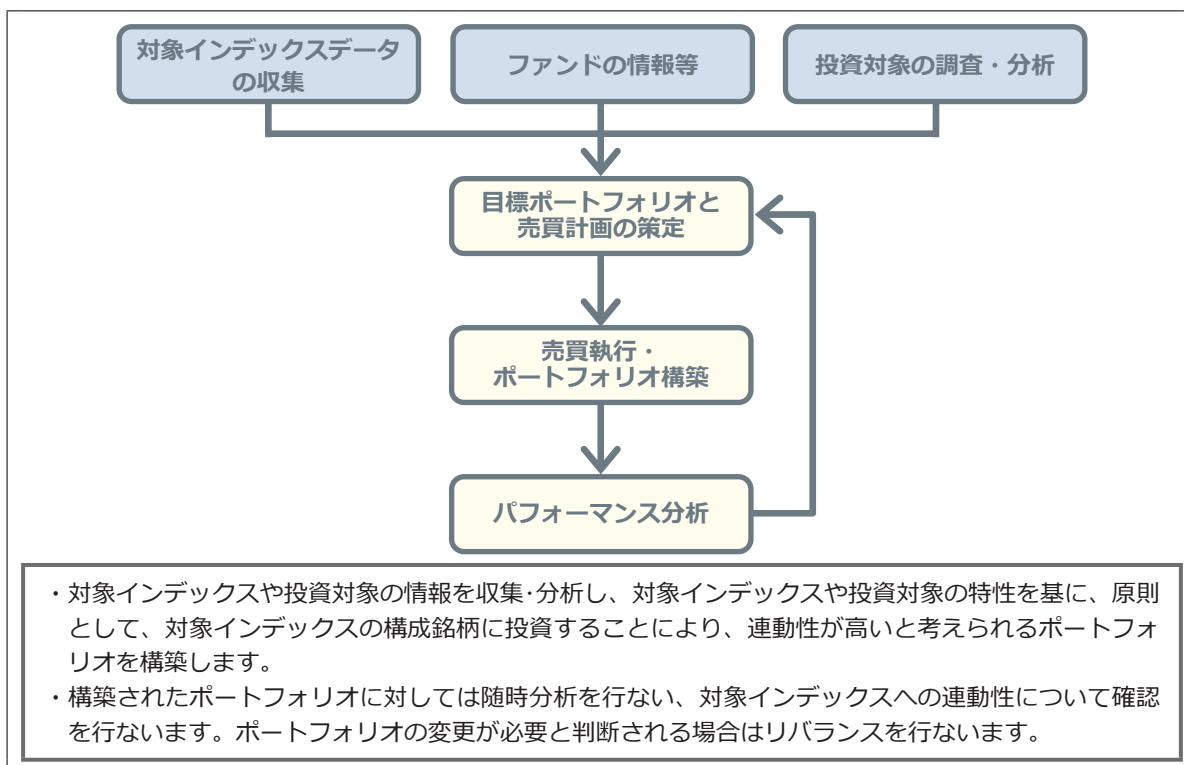 対象インデックスデータ
の収集
ファンドの情報等
投資対象の調査・分析
目標ポートフォリオと
売買計画の策定
売買執行・
ポートフォリオ構築
パフォーマンス分析
・対象インデックスや投資対象の情報を収集･分析し、対象インデックスや投資対象の特性を基に、原則
として、対象インデックスの構成銘柄に投資することにより、連動性が高いと考えられるポートフォ
リオを構築します。
・構築されたポートフォリオに対しては随時分析を行ない、対象インデックスへの連動性について確認
を行ないます。ポートフォリオの変更が必要と判断される場合はリバランスを行ないます。